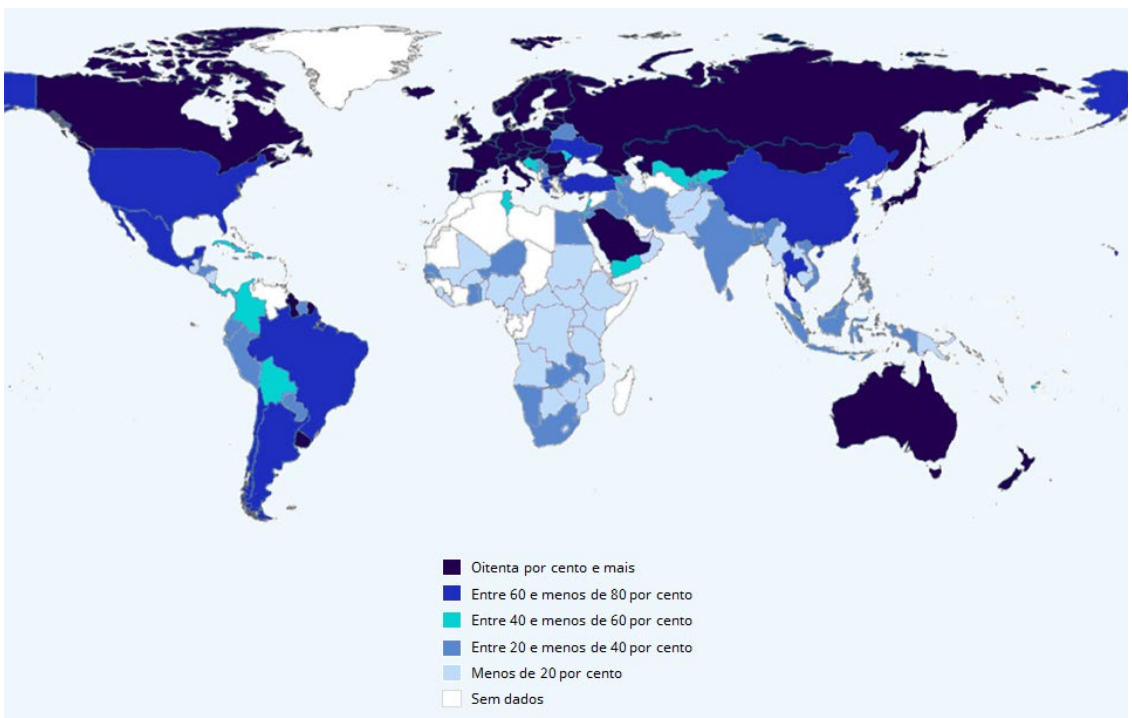 Oitenta por cento e mais
Entre 60 e menos de 80 por cento
Entre 40 e menos de 60 por cento
Entre 20 e menos de 40 por cento
Menos de 20 por cento
Sem dados